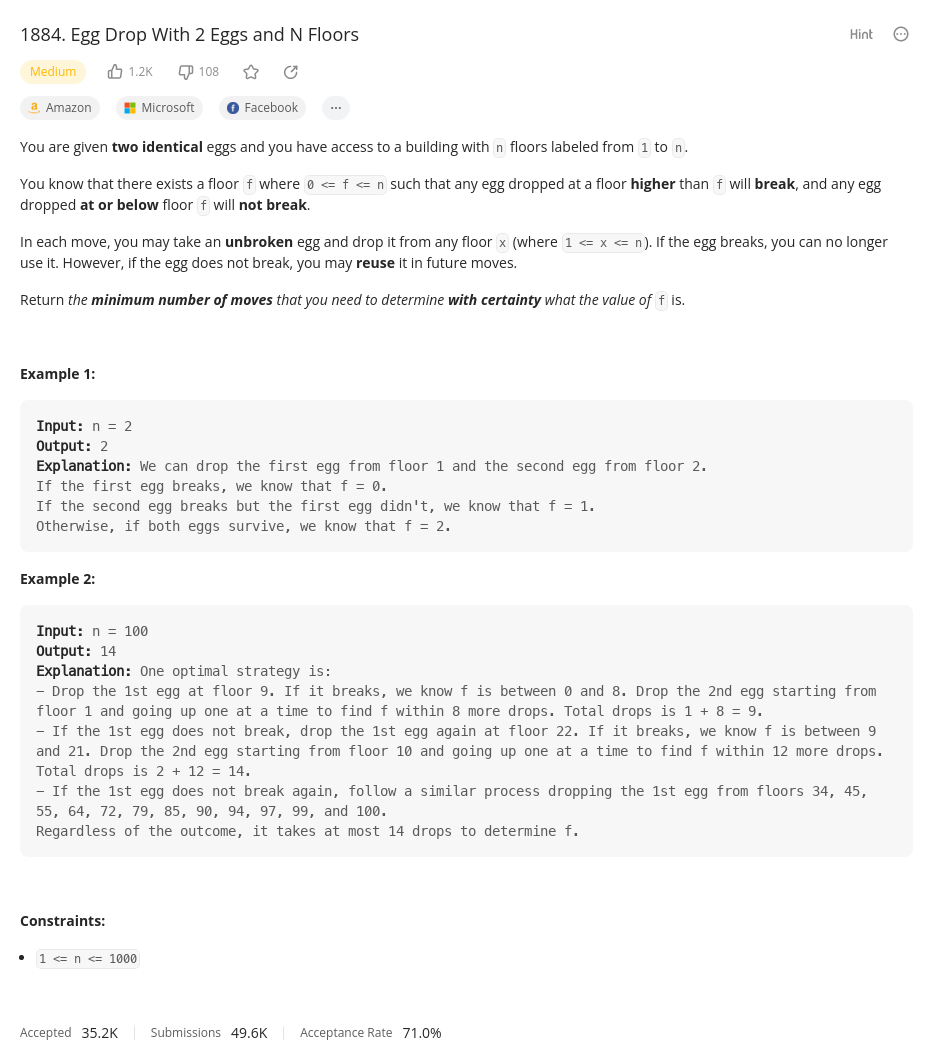 1884. Egg Drop With 2 Eggs and N Floors
Hint
Medium
1.2K
108
Amazon
Microsoft
Facebook
...
You are given two identical eggs and you have access to a building with n floors labeled from 1 to n.
You know that there exists a floor f where 0 <= f <= n such that any egg dropped at a floor higher than f will break, and any egg
dropped at or below floor f will not break.
In each move, you may take an unbroken egg and drop it from any floor x (where 1 <= x <= n). If the egg breaks, you can no longer
use it. However, if the egg does not break, you may reuse it in future moves.
Return the minimum number of moves that you need to determine with certainty what the value of f is.
Example 1:
Input: n = 2
Output: 2
Explanation: We can drop the first egg from floor 1 and the second egg from floor 2.
If the first egg breaks, we know that f = 0.
If the second egg breaks but the first egg didn't, we know that f = 1.
Otherwise, if both eggs survive, we know that f = 2.
Example 2:
Input: n = 100
Output: 14
Explanation: One optimal strategy is:
– Drop the 1st egg at floor 9. If it breaks, we know f is between 0 and 8. Drop the 2nd egg starting from
floor 1 and going up one at a time to find f within 8 more drops. Total drops is 1 + 8 = 9.
– If the 1st egg does not break, drop the 1st egg again at floor 22. If it breaks, we know f is between 9
and 21. Drop the 2nd egg starting from floor 10 and going up one at a time to find f within 12 more drops.
Total drops is 2 + 12 = 14.
– If the 1st egg does not break again, follow a similar process dropping the 1st egg from floors 34, 45,
55, 64, 72, 79, 85, 90, 94, 97, 99, and 100.
Regardless of the outcome, it takes at most 14 drops to determine f.
Constraints:
• 1 <= n <= 1000
Accepted 35.2K Submissions 49.6K Acceptance Rate 71.0%